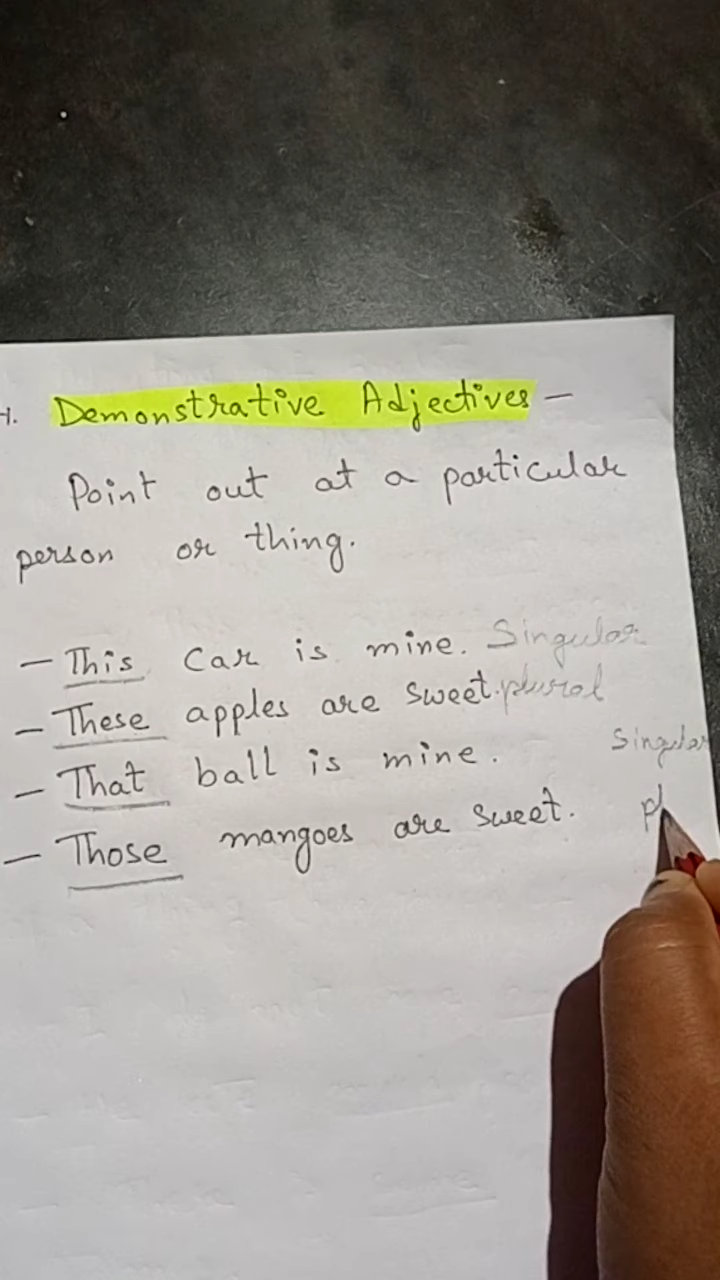 Demonstrative Adjectives –
Point out at a particular
person or thing.
– This car is mine. Singular
– These apples are sweet. plural
– That ball is mine. Singular
– Those mangoes are sweet. pl